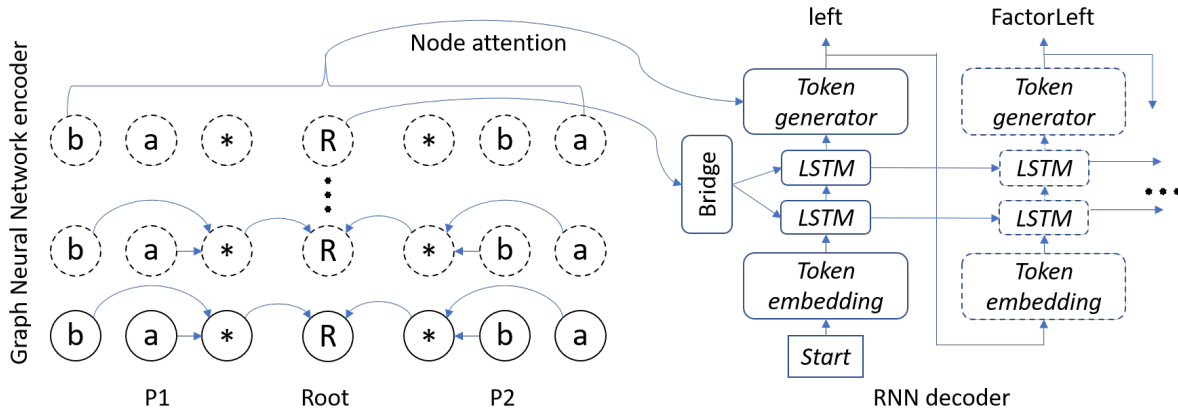 left
FactorLeft
Graph Neural Network encoder
Node attention
Token
generator
Token
generator
b a * R * b a
Bridge
LSTM
LSTM
LSTM
LSTM
b a * R * b a
Token
embedding
Token
embedding
b a * R * b a
Start
P1 Root P2
RNN decoder